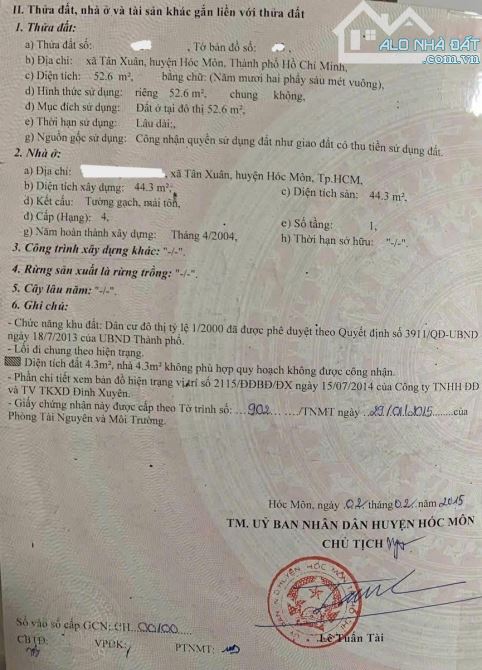 ALO NHÀ ĐẤT
.com.vn
II. Thửa đất, nhà ở và tài sản khác gắn liền với thửa đất
1. Thửa đất:
a) Thửa đất số: , Tờ bản đồ số: ,
b) Địa chỉ: xã Tân Xuân, huyện Hóc Môn, Thành phố Hồ Chí Minh,
c) Diện tích: 52.6 m², bằng chữ: (Năm mươi hai phẩy sáu mét vuông),
d) Hình thức sử dụng: riêng 52.6 m², chung không,
đ) Mục đích sử dụng: Đất ở tại đô thị 52.6 m²,
e) Thời hạn sử dụng: Lâu dài;,
g) Nguồn gốc sử dụng: Công nhận quyền sử dụng đất như giao đất có thu tiền sử dụng đất.
2. Nhà ở:
a) Địa chỉ: , xã Tân Xuân, huyện Hóc Môn, Tp.HCM,
b) Diện tích xây dựng: 44.3 m², c) Diện tích sàn: 44.3 m²,
d) Kết cấu: Tường gạch, mái tôn,
đ) Cấp (Hạng): 4, e) Số tầng: 1,
g) Năm hoàn thành xây dựng: Tháng 4/2004, h) Thời hạn sở hữu: "-/-".
3. Công trình xây dựng khác: "-/-".
4. Rừng sản xuất là rừng trồng: "-/-".
5. Cây lâu năm: "-/-".
6. Ghi chú:
- Chức năng khu đất: Dân cư đô thị tỷ lệ 1/2000 đã được phê duyệt theo Quyết định số 3911/QĐ-UBND
ngày 18/7/2013 của UBND Thành phố.
- Lối đi chung theo hiện trạng.
Diện tích đất 4.3m², nhà 4.3m² không phù hợp quy hoạch không được công nhận.
- Phần chi tiết xem bản đồ hiện trạng vị trí số 2115/ĐĐBĐ/ĐX ngày 15/07/2014 của Công ty TNHH ĐĐ
và TV TKXD Đinh Xuyên.
- Giấy chứng nhận này được cấp theo Tờ trình số: ...902....../TNMT ngày ..29/01/2015......của
Phòng Tài Nguyên và Môi Trường.
Hóc Môn, ngày .02 tháng 02 năm 2015
TM. UỶ BAN NHÂN DÂN HUYỆN HÓC MÔN
CHỦ TỊCH
Lê Tuấn Tài
Số vào sổ cấp GCN: CH...00100...
CBTĐ: VPĐK: PTNMT: